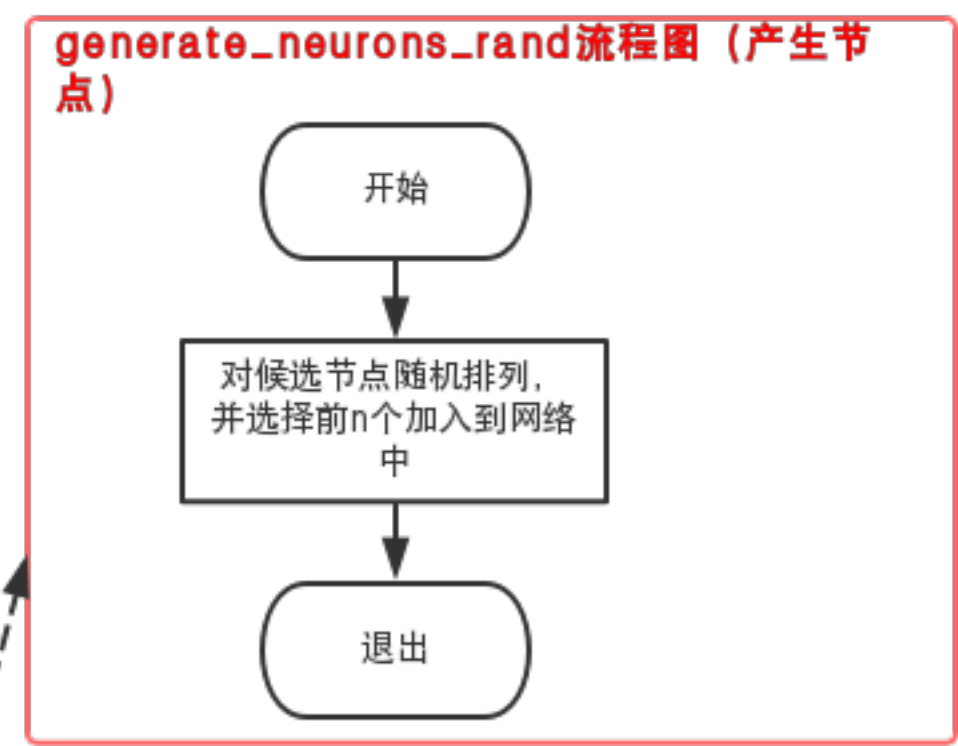 generate_neurons_rand流程图（产生节
点）
开始
对候选节点随机排列，
并选择前n个加入到网络
中
退出